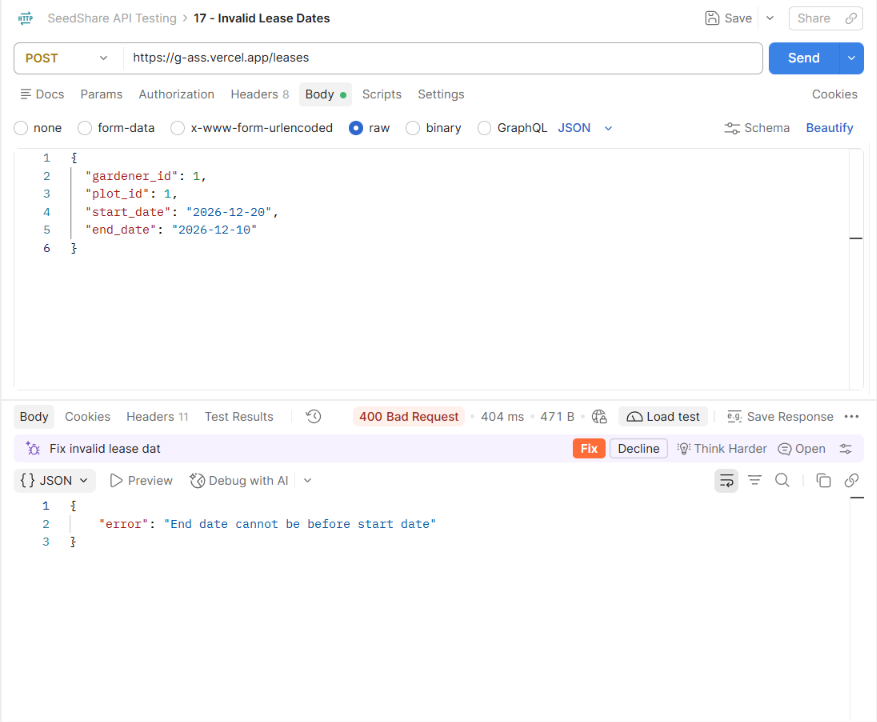 HTTP SeedShare API Testing > 17 - Invalid Lease Dates Save Share
POST https://g-ass.vercel.app/leases Send
Docs Params Authorization Headers 8 Body Scripts Settings Cookies
none form-data x-www-form-urlencoded raw binary GraphQL JSON Schema Beautify
1 {
2 "gardener_id": 1,
3 "plot_id": 1,
4 "start_date": "2026-12-20",
5 "end_date": "2026-12-10"
6 }
Body Cookies Headers 11 Test Results 400 Bad Request • 404 ms • 471 B • Load test e.g. Save Response •••
Fix invalid lease dat Fix Decline Think Harder Open
{} JSON Preview Debug with AI
1 {
2 "error": "End date cannot be before start date"
3 }